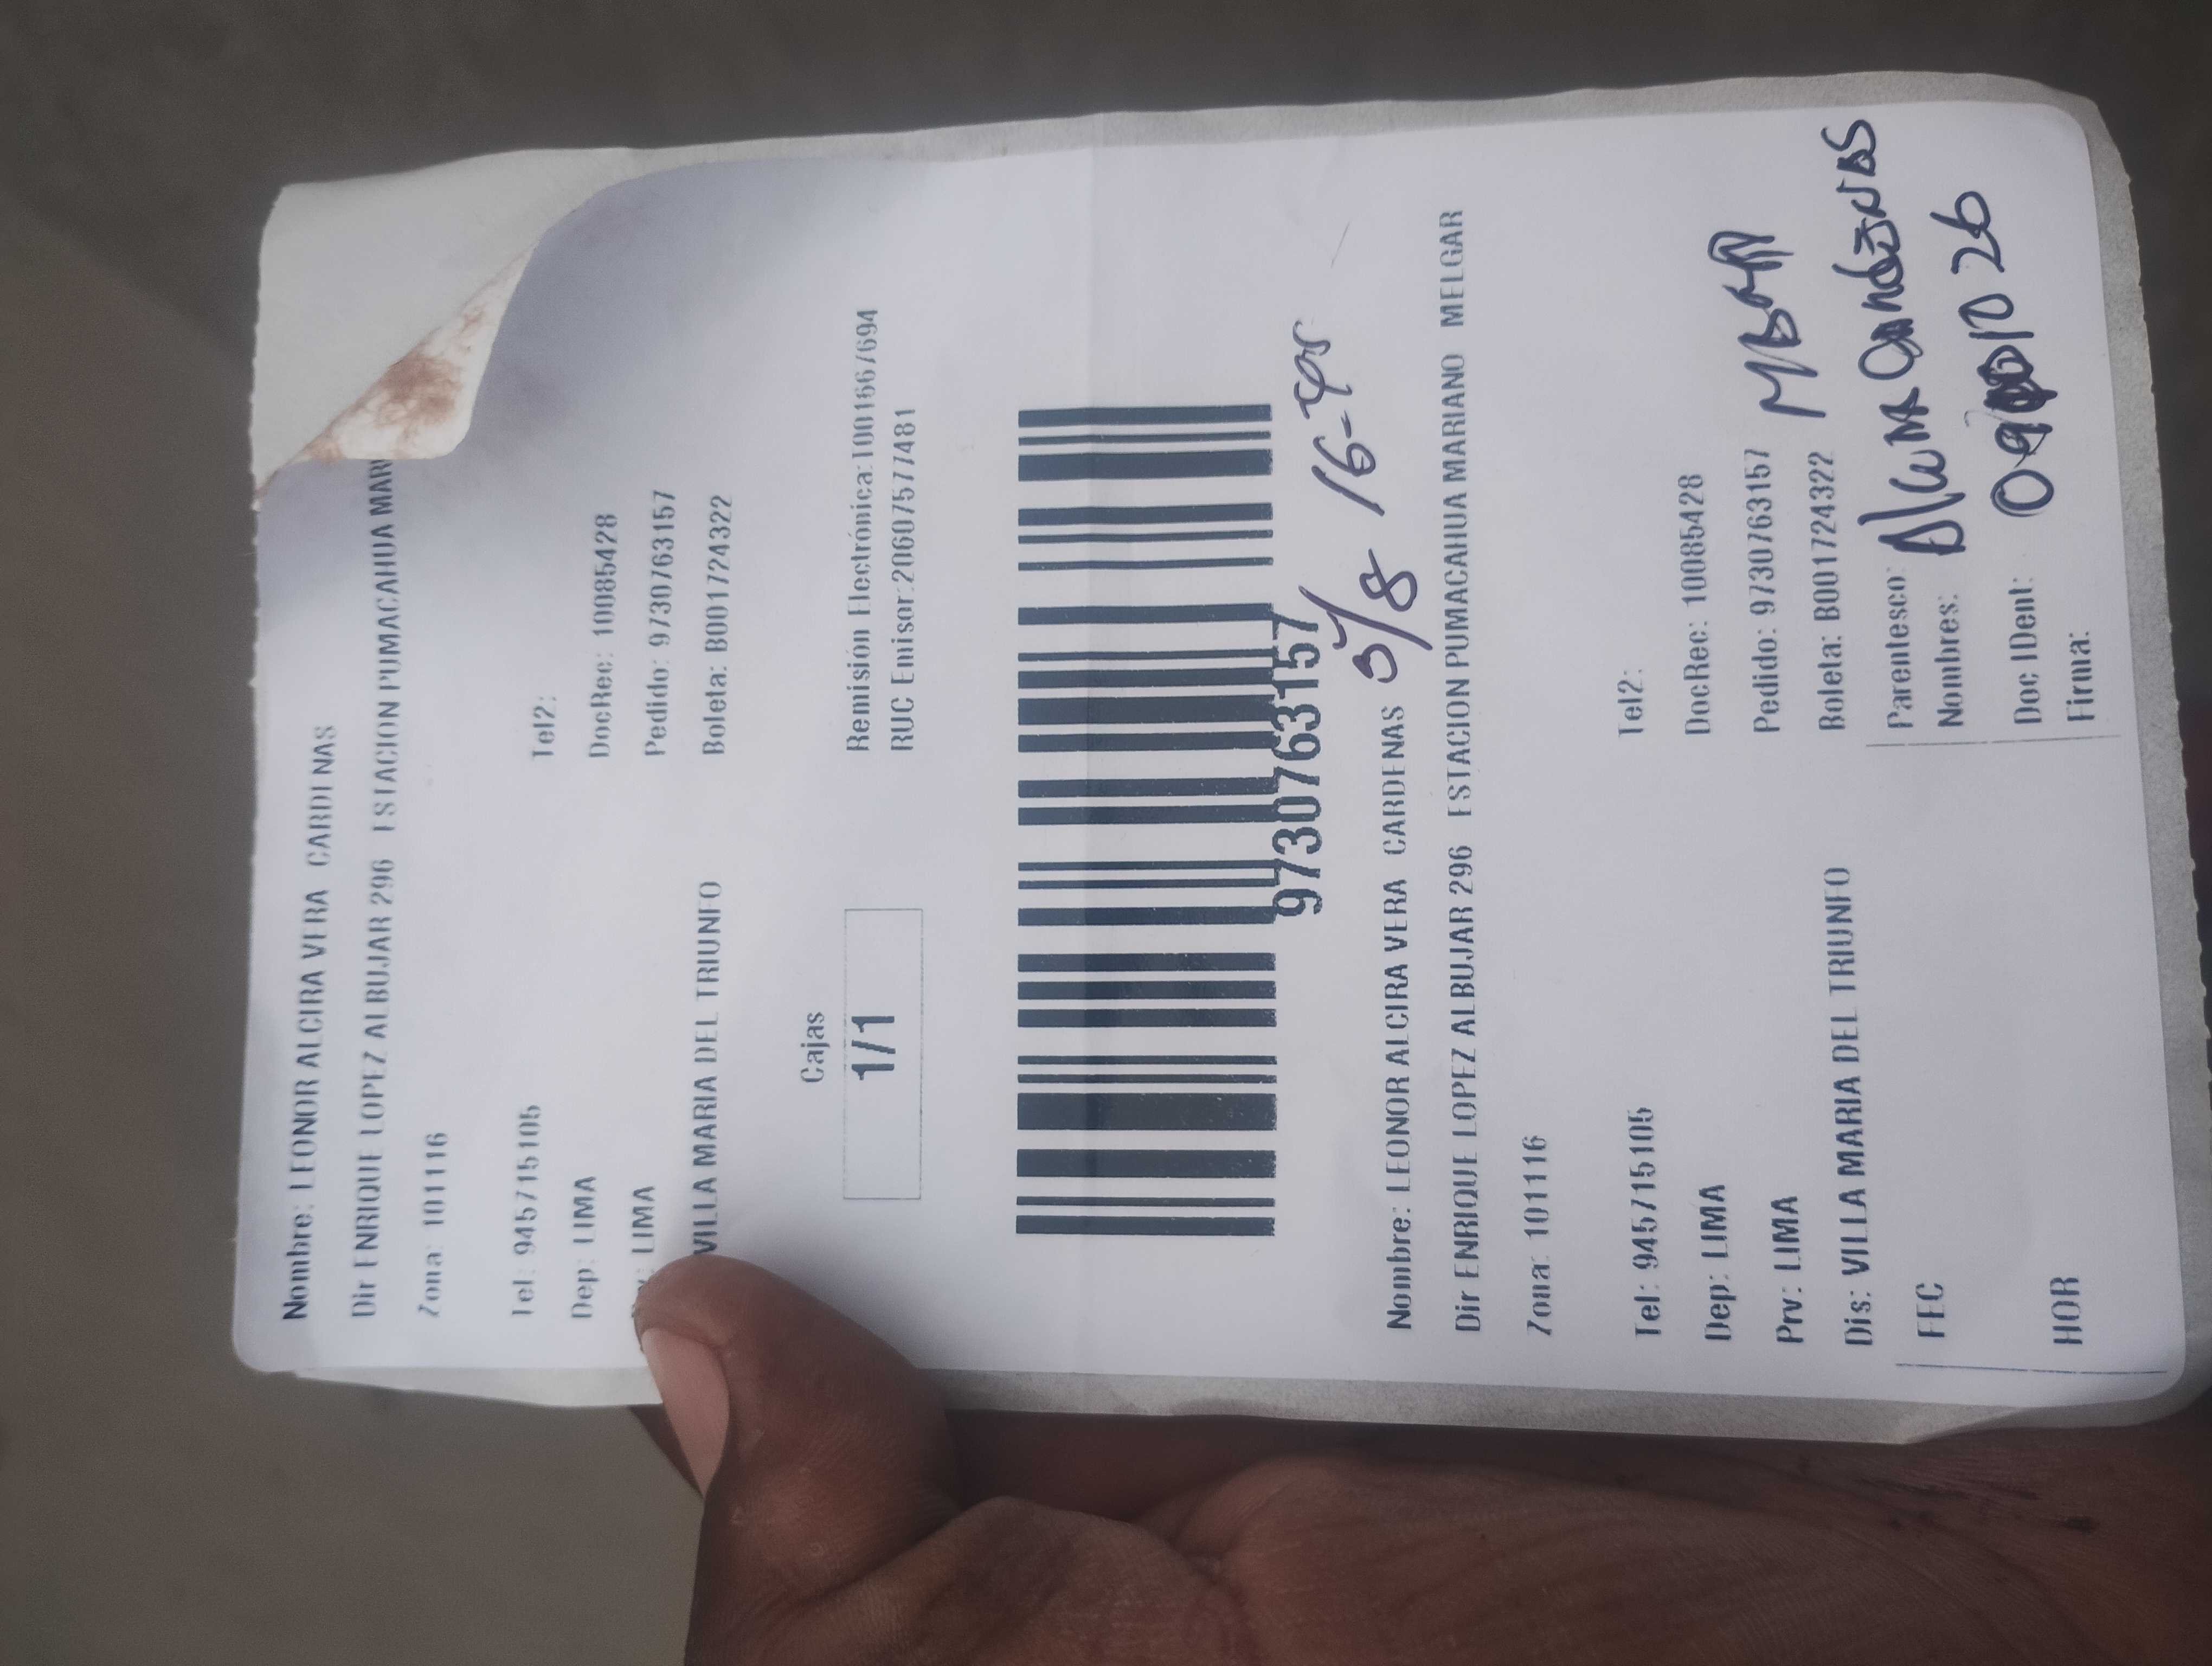 Nombre: LEONOR ALCIRA VERA CARDENAS
Dir ENRIQUE LOPEZ ALBUJAR 296 ESTACION PUMACAHUA MAR
Zona: 101116
Tel: 945715105 Tel2:
Dep: LIMA DocRec: 10085428
LIMA Pedido: 9730763157
VILLA MARIA DEL TRIUNFO Boleta: B001724322
Cajas
1/1
Remisión Electrónica:1001667694
RUC Emisor:20607577481
9730763157
5/8
Nombre: LEONOR ALCIRA VERA CARDENAS
Dir ENRIQUE LOPEZ ALBUJAR 296 ESTACION PUMACAHUA MARIANO MELGAR
Zona: 101116
Tel: 945715105 Tel2:
Dep: LIMA DocRec: 10085428
Prv: LIMA Pedido: 9730763157
Dis: VILLA MARIA DEL TRIUNFO Boleta: B001724322
FEC Parentesco:
Nombres:
HOR Doc IDent:
Firma: